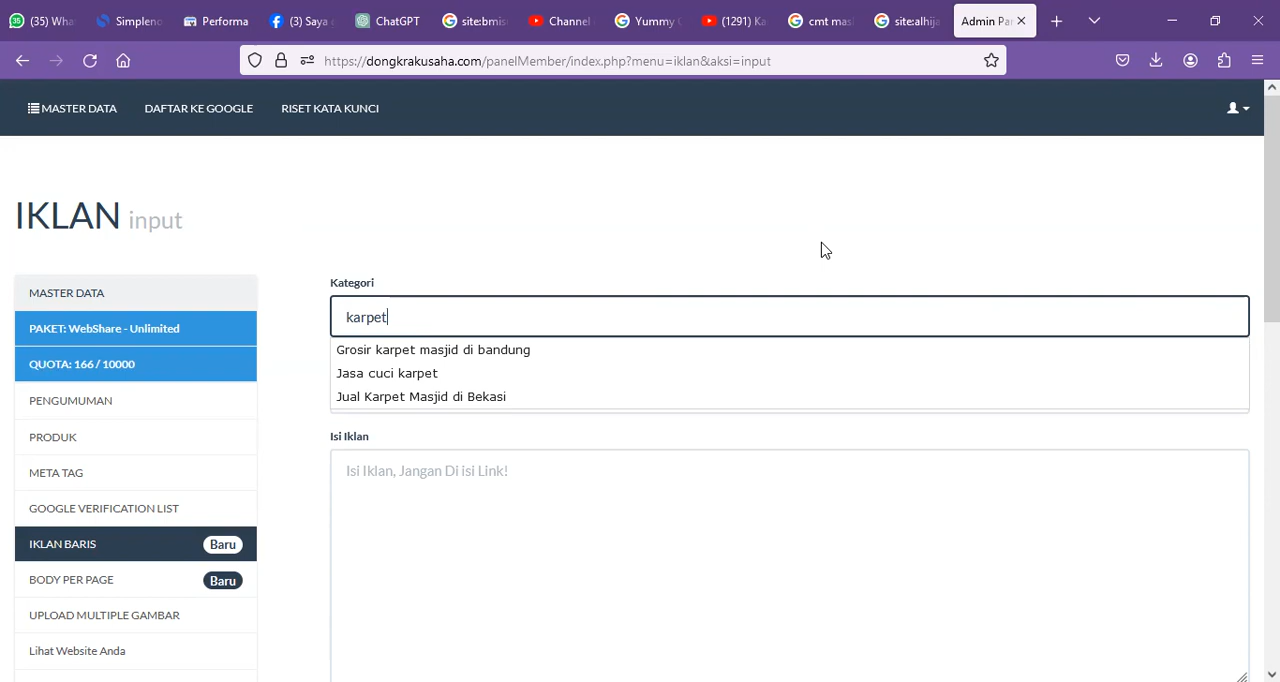 (35) What
Simpleno
Performa
(3) Saya
ChatGPT
site:bmis
Channel
Yummy
(1291) Ka
cmt mas
site:alhija
Admin Pa
https://dongkrakusaha.com/panelMember/index.php?menu=iklan&aksi=input
MASTER DATA
DAFTAR KE GOOGLE
RISET KATA KUNCI
IKLAN input
MASTER DATA
PAKET: WebShare - Unlimited
QUOTA: 166 / 10000
PENGUMUMAN
PRODUK
META TAG
GOOGLE VERIFICATION LIST
IKLAN BARIS Baru
BODY PER PAGE Baru
UPLOAD MULTIPLE GAMBAR
Lihat Website Anda
Kategori
karpet
Grosir karpet masjid di bandung
Jasa cuci karpet
Jual Karpet Masjid di Bekasi
Isi Iklan
Isi Iklan, Jangan Di isi Link!